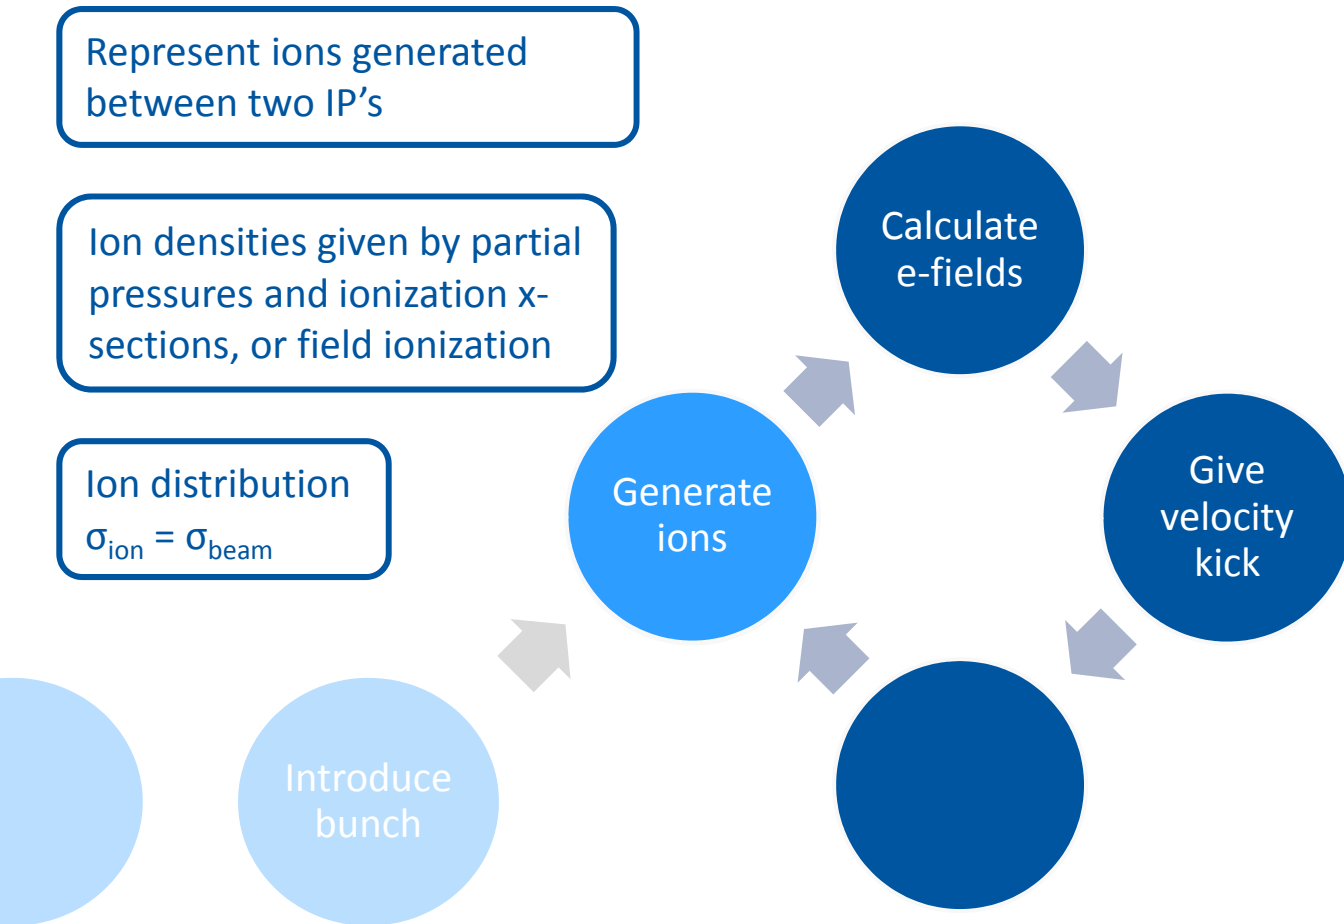 Represent ions generated
between two IP’s
Ion densities given by partial
pressures and ionization x-
sections, or field ionization
Ion distribution
σion = σbeam
Calculate
e-fields
Generate
ions
Give
velocity
kick
Introduce
bunch